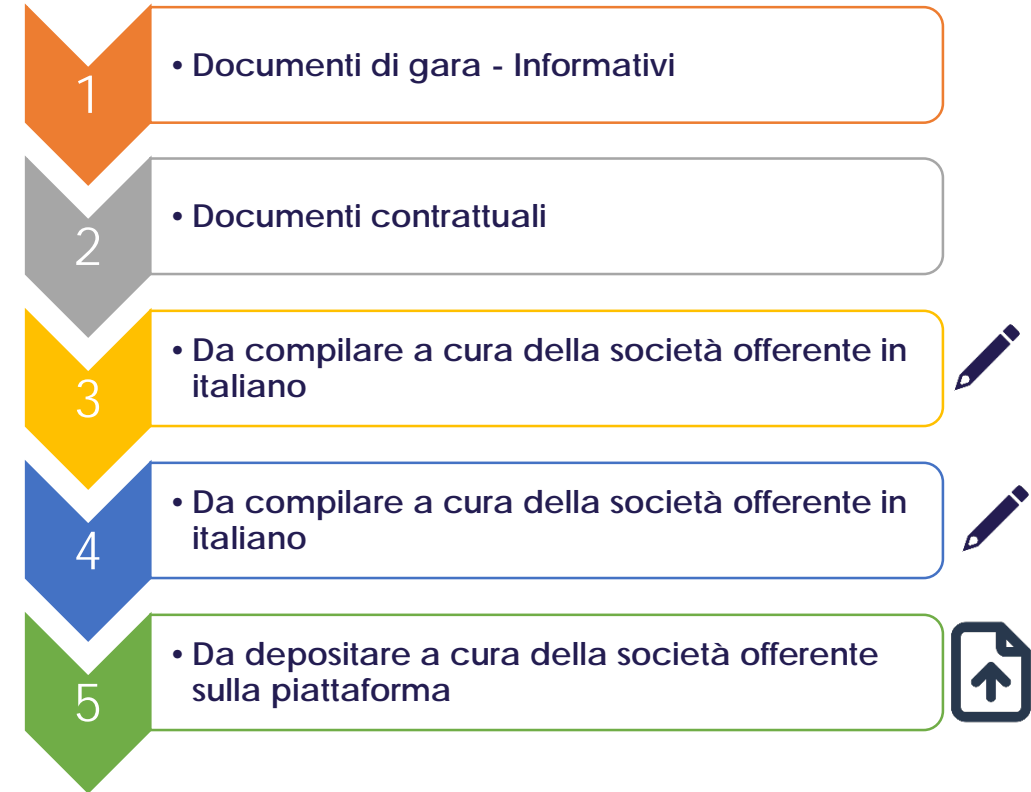 1
• Documenti di gara - Informativi
2
• Documenti contrattuali
3
• Da compilare a cura della società offerente in
italiano
4
• Da compilare a cura della società offerente in
italiano
5
• Da depositare a cura della società offerente
sulla piattaforma